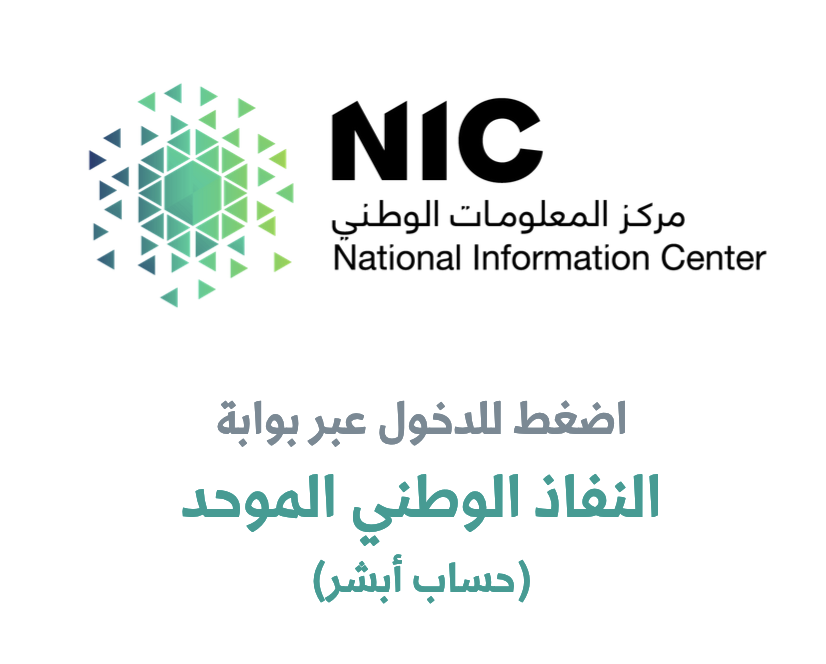 NIC
مركز المعلومات الوطني
National Information Center
اضغط للدخول عبر بوابة
النفاذ الوطني الموحد
(حساب أبشر)